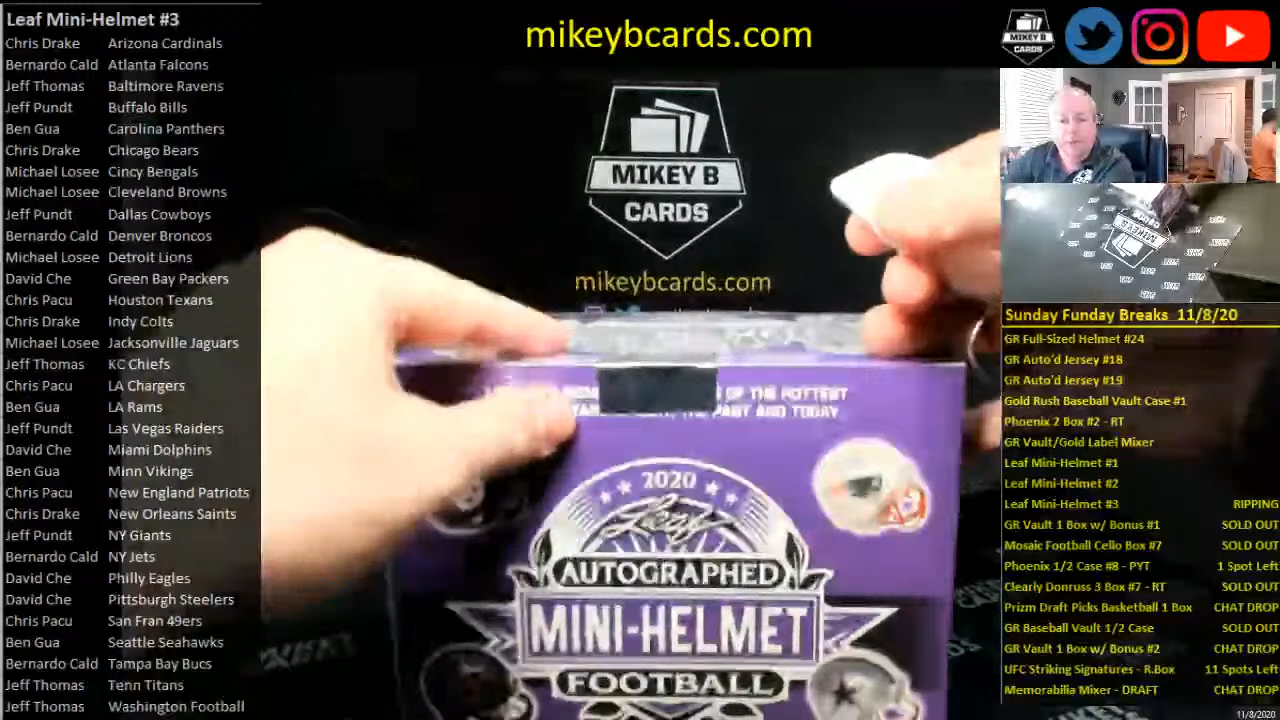 Leaf Mini-Helmet #3
Chris Drake Arizona Cardinals
Bernardo Cald Atlanta Falcons
Jeff Thomas Baltimore Ravens
Jeff Pundt Buffalo Bills
Ben Gua Carolina Panthers
Chris Drake Chicago Bears
Michael Losee Cincy Bengals
Michael Losee Cleveland Browns
Jeff Pundt Dallas Cowboys
Bernardo Cald Denver Broncos
Michael Losee Detroit Lions
David Che Green Bay Packers
Chris Pacu Houston Texans
Chris Drake Indy Colts
Michael Losee Jacksonville Jaguars
Jeff Thomas KC Chiefs
Chris Pacu LA Chargers
Ben Gua LA Rams
Jeff Pundt Las Vegas Raiders
David Che Miami Dolphins
Ben Gua Minn Vikings
Chris Pacu New England Patriots
Chris Drake New Orleans Saints
Jeff Pundt NY Giants
Bernardo Cald NY Jets
David Che Philly Eagles
David Che Pittsburgh Steelers
Chris Pacu San Fran 49ers
Ben Gua Seattle Seahawks
Bernardo Cald Tampa Bay Bucs
Jeff Thomas Tenn Titans
Jeff Thomas Washington Football
mikeybcards.com
MIKEY B
CARDS
mikeybcards.com
OF THE HOTTEST
THE PAST AND TODAY
2020
Leaf
AUTOGRAPHED
MINI-HELMET
FOOTBALL
MIKEY B
CARDS
Sunday Funday Breaks 11/8/20
GR Full-Sized Helmet #24
GR Auto'd Jersey #18
GR Auto'd Jersey #19
Gold Rush Baseball Vault Case #1
Phoenix 2 Box #2 - RT
GR Vault/Gold Label Mixer
Leaf Mini-Helmet #1
Leaf Mini-Helmet #2
Leaf Mini-Helmet #3 RIPPING
GR Vault 1 Box w/ Bonus #1 SOLD OUT
Mosaic Football Cello Box #7 SOLD OUT
Phoenix 1/2 Case #8 - PYT 1 Spot Left
Clearly Donruss 3 Box #7 - RT SOLD OUT
Prizm Draft Picks Basketball 1 Box CHAT DROP
GR Baseball Vault 1/2 Case SOLD OUT
GR Vault 1 Box w/ Bonus #2 CHAT DROP
UFC Striking Signatures - R.Box 11 Spots Left
Memorabilia Mixer - DRAFT CHAT DROP
11/8/2020